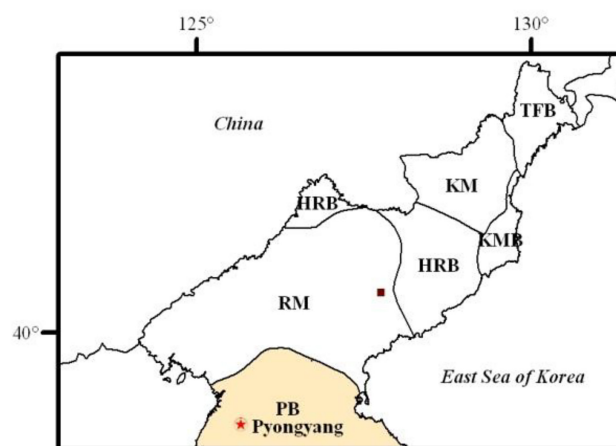 125° 130°
TFB
China
KM
HRB
KMB
HRB
RM
40°
East Sea of Korea
PB
Pyongyang